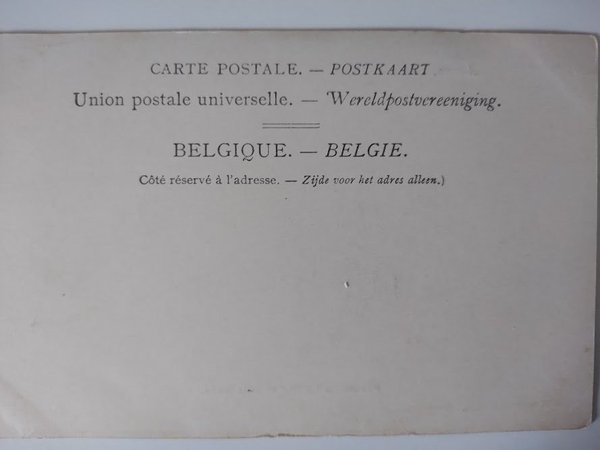 CARTE POSTALE. — POSTKAART
Union postale universelle. — Wereldpostvereeniging.
BELGIQUE. — BELGIE.
Côté réservé à l'adresse. — Zijde voor het adres alleen.)